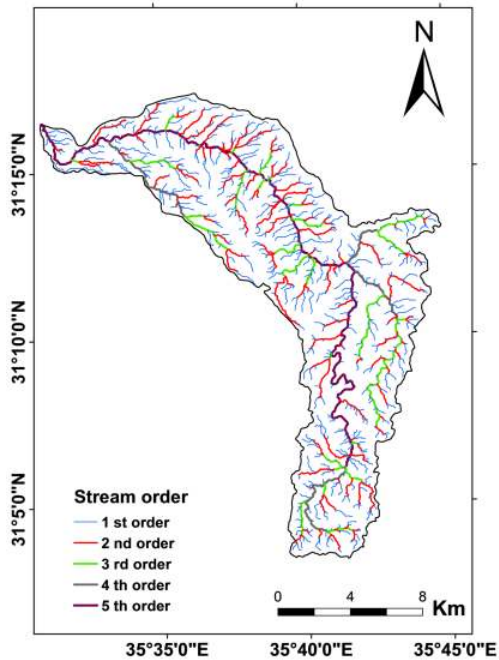 N
31°15'0"N
31°10'0"N
31°5'0"N
Stream order
1 st order
2 nd order
3 rd order
4 th order
5 th order
0 4 8
Km
35°35'0"E 35°40'0"E 35°45'0"E